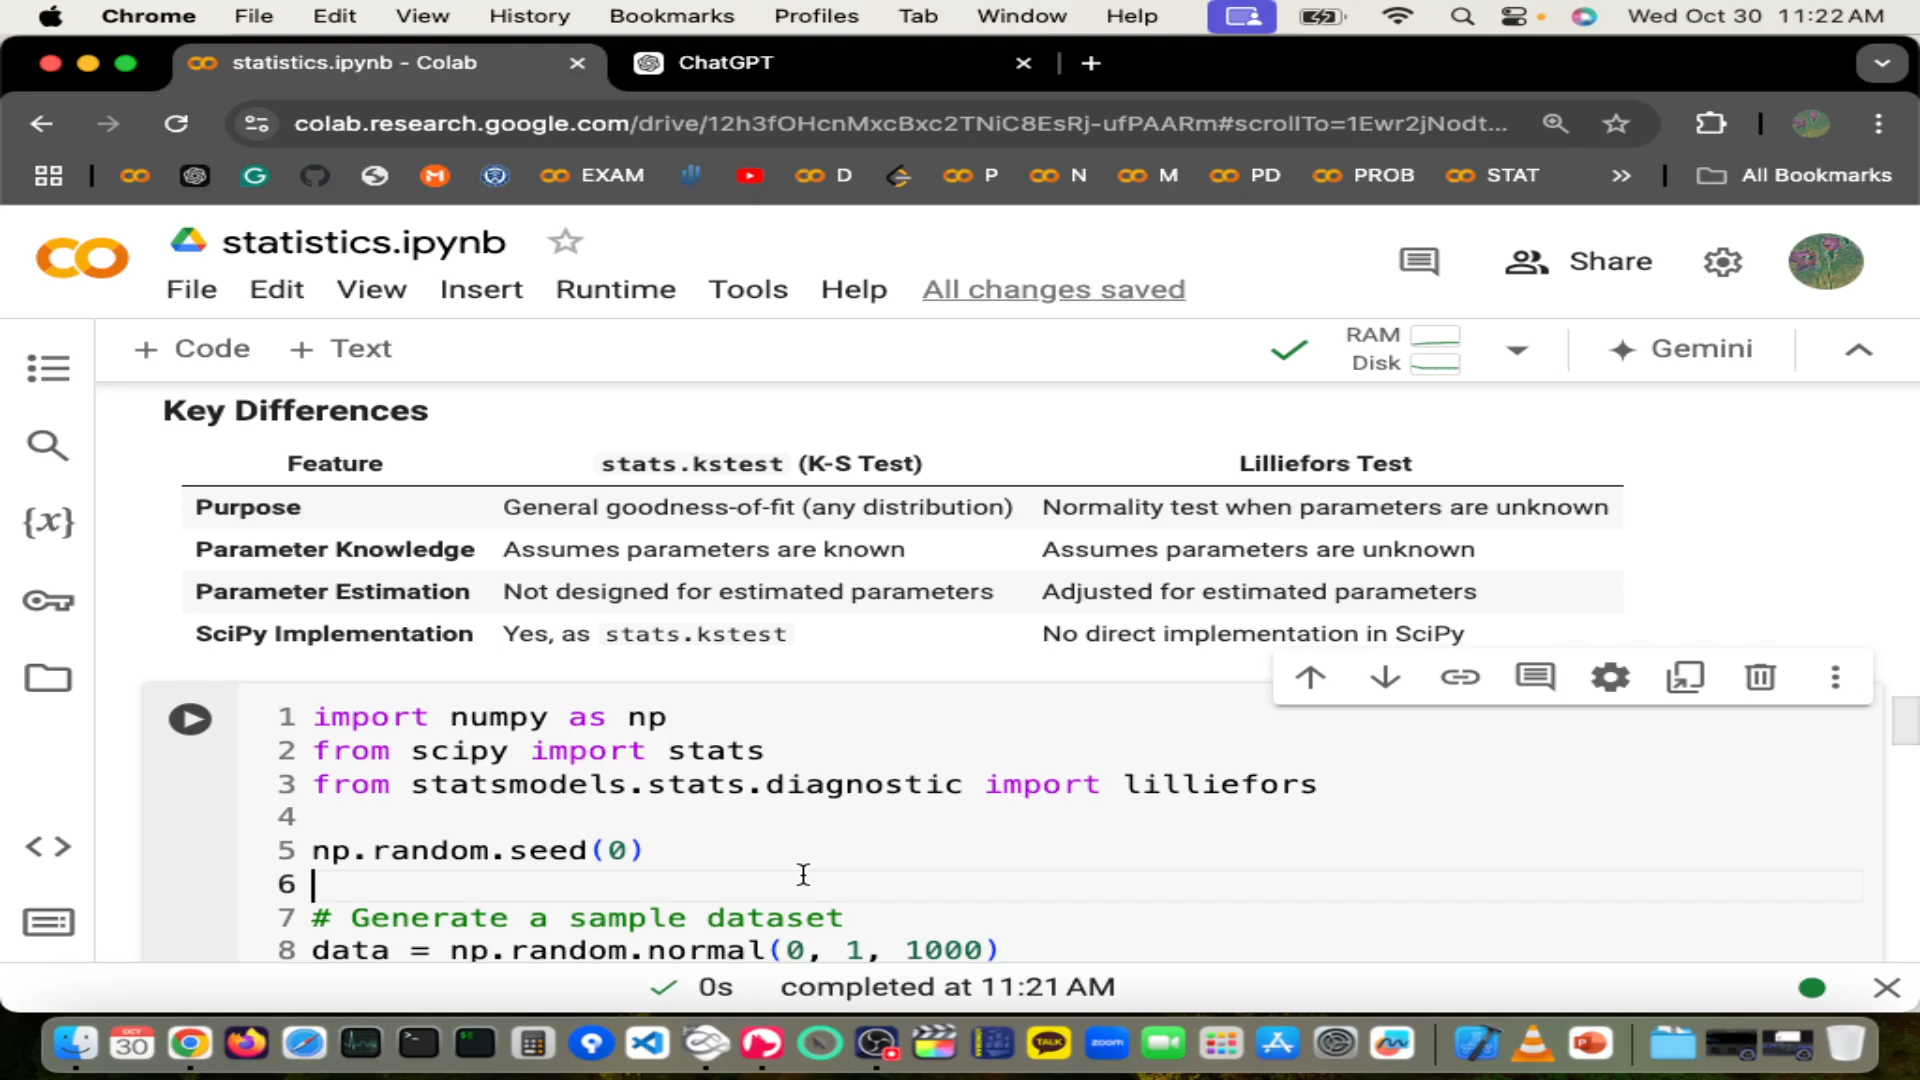 Chrome File Edit View History Bookmarks Profiles Tab Window Help Wed Oct 30 11:22 AM
statistics.ipynb - Colab ChatGPT
colab.research.google.com/drive/12h3fOHcnMxcBxc2TNiC8EsRj-ufPAARm#scrollTo=1Ewr2jNodt...
EXAM D P N M PD PROB STAT All Bookmarks
statistics.ipynb
Share
File Edit View Insert Runtime Tools Help All changes saved
+ Code + Text RAM Disk Gemini
Key Differences
Feature stats.kstest (K-S Test) Lilliefors Test
Purpose General goodness-of-fit (any distribution) Normality test when parameters are unknown
Parameter Knowledge Assumes parameters are known Assumes parameters are unknown
Parameter Estimation Not designed for estimated parameters Adjusted for estimated parameters
SciPy Implementation Yes, as stats.kstest No direct implementation in SciPy
1 import numpy as np
2 from scipy import stats
3 from statsmodels.stats.diagnostic import lilliefors
4
5 np.random.seed(0)
6
7 # Generate a sample dataset
8 data = np.random.normal(0, 1, 1000)
0s completed at 11:21 AM
OCT
30
TALK
zoom